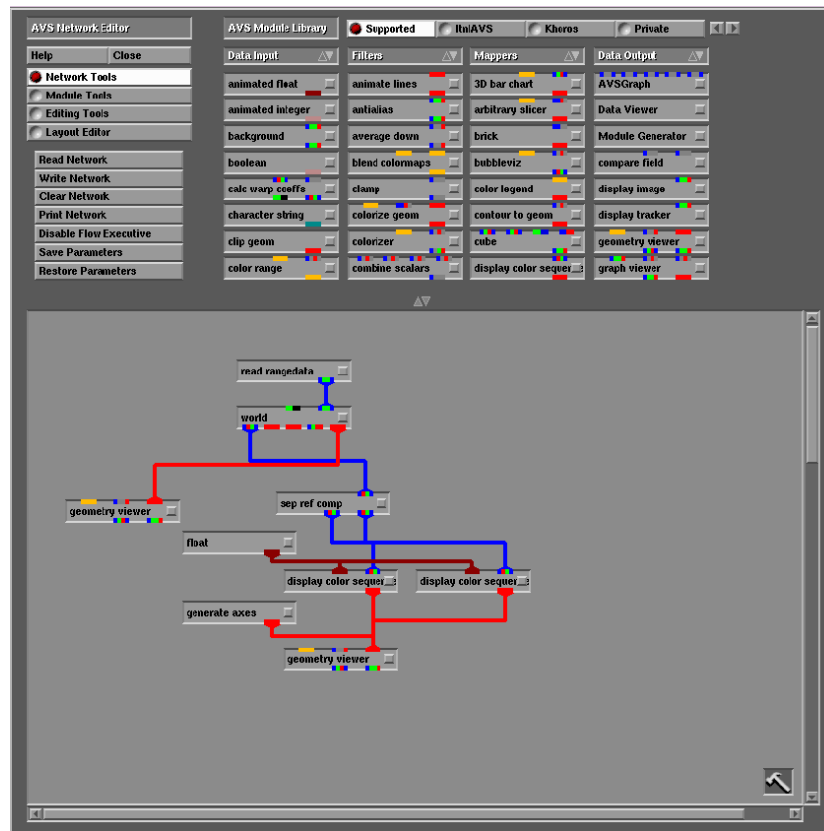 AVS Network Editor
Help Close
Network Tools
Module Tools
Editing Tools
Layout Editor
Read Network
Write Network
Clear Network
Print Network
Disable Flow Executive
Save Parameters
Restore Parameters
AVS Module Library
Supported ItulAVS Khoros Private
Data Input Filters Mappers Data Output
animated float animate lines 3D bar chart AVSGraph
animated integer antialias arbitrary slicer Data Viewer
background average down brick Module Generator
boolean blend colormaps bubbleviz compare field
calc warp coeffs clamp color legend display image
character string colorize geom contour to geom display tracker
clip geom colorizer cube geometry viewer
color range combine scalars display color sequence graph viewer
read rangedata
world
geometry viewer
sep ref comp
float
display color sequence display color sequence
generate axes
geometry viewer